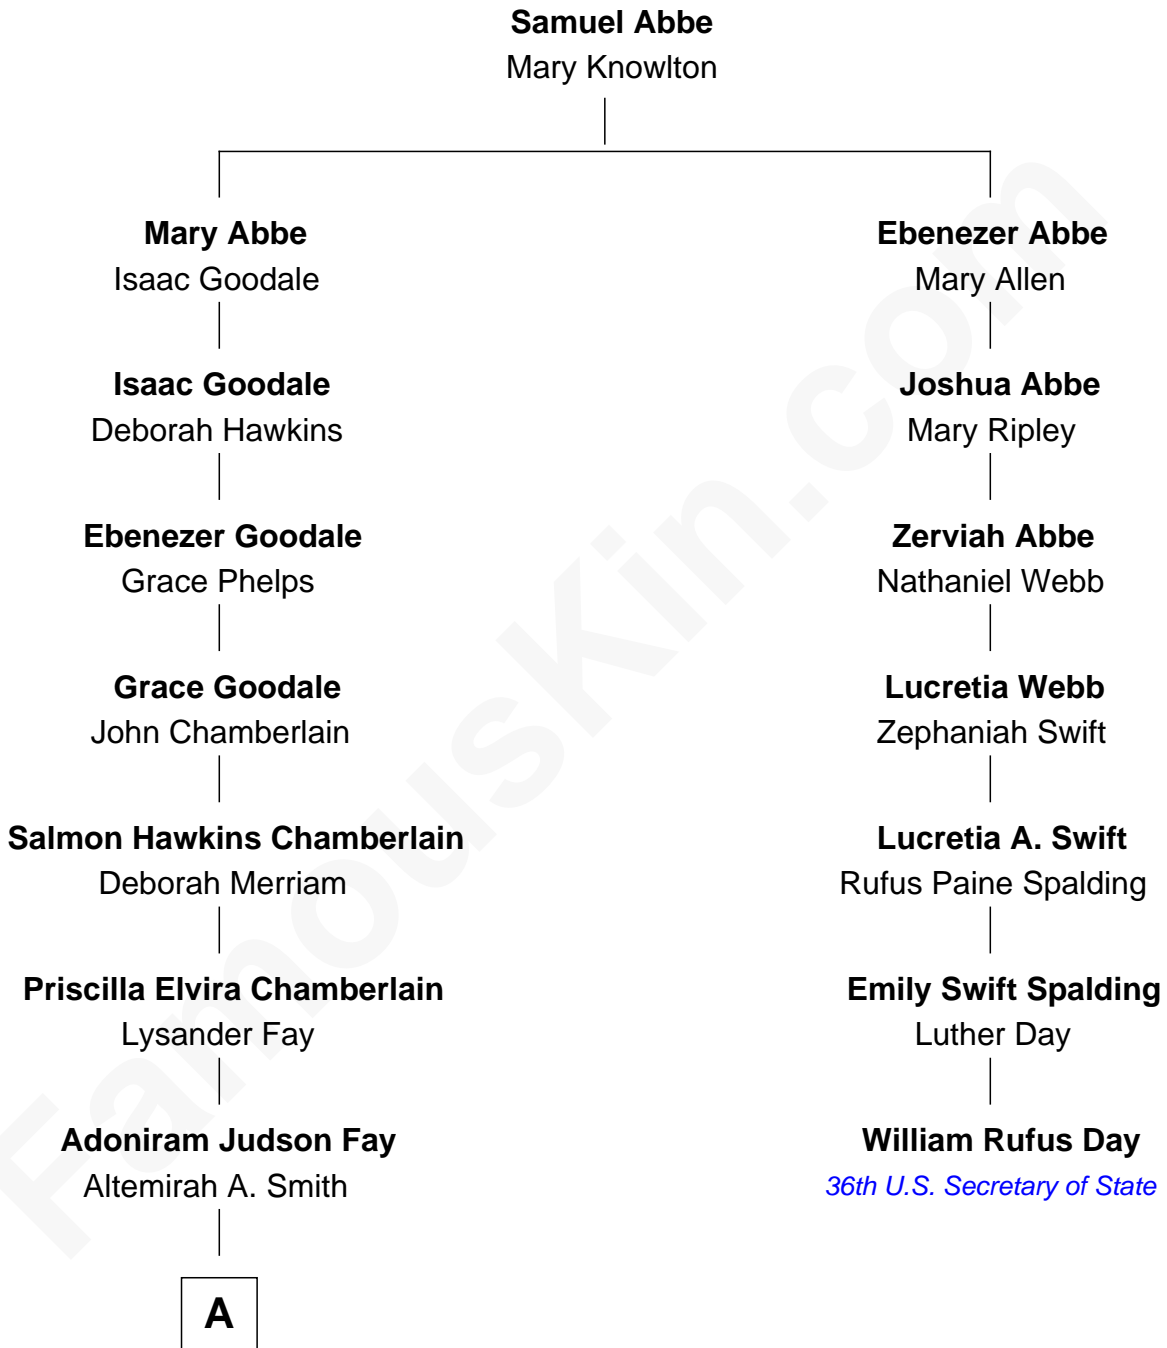 Samuel Abbe
Mary Knowlton
Mary Abbe
Isaac Goodale
Isaac Goodale
Deborah Hawkins
Ebenezer Goodale
Grace Phelps
Grace Goodale
John Chamberlain
Salmon Hawkins Chamberlain
Deborah Merriam
Priscilla Elvira Chamberlain
Lysander Fay
Adoniram Judson Fay
Altemirah A. Smith
A
Ebenezer Abbe
Mary Allen
Joshua Abbe
Mary Ripley
Zerviah Abbe
Nathaniel Webb
Lucretia Webb
Zephaniah Swift
Lucretia A. Swift
Rufus Paine Spalding
Emily Swift Spalding
Luther Day
William Rufus Day
36th U.S. Secretary of State
FamousKin.com